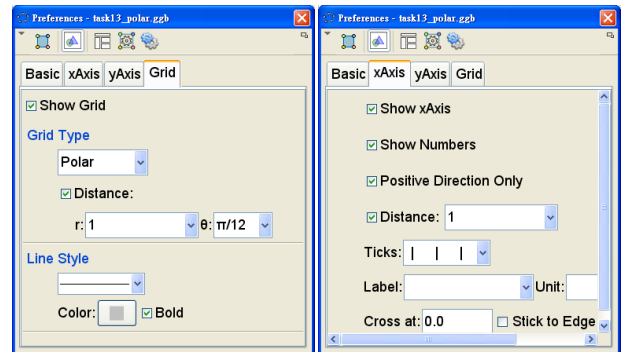 Preferences - task13_polar.ggb
Basic xAxis yAxis Grid
Show Grid
Grid Type
Polar
Distance:
r: 1 θ: π/12
Line Style
Color: Bold
Preferences - task13_polar.ggb
Basic xAxis yAxis Grid
Show xAxis
Show Numbers
Positive Direction Only
Distance: 1
Ticks: | | |
Label: Unit:
Cross at: 0.0 Stick to Edge